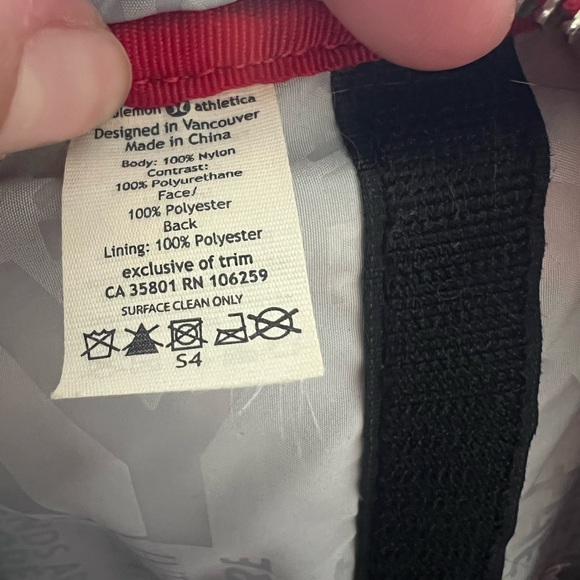 athletica
Designed in Vancouver
Made in China
Body: 100% Nylon
Contrast:
100% Polyurethane
Face/
100% Polyester
Back
Lining: 100% Polyester
exclusive of trim
CA 35801 RN 106259
SURFACE CLEAN ONLY
S4